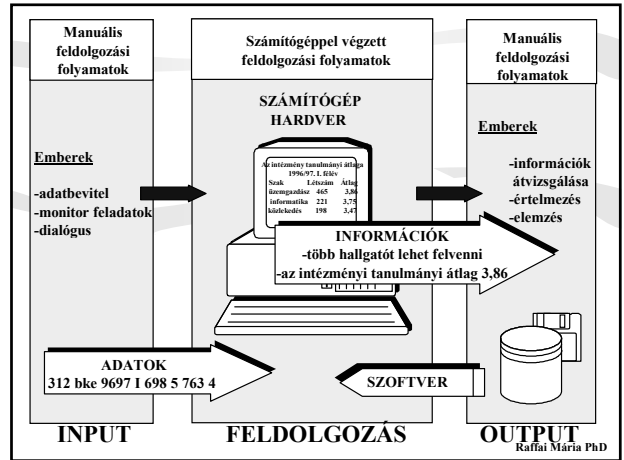 Manuális
feldolgozási
folyamatok
Számítógéppel végzett
feldolgozási folyamatok
Manuális
feldolgozási
folyamatok
Emberek
-adatbevitel
-monitor feladatok
-dialógus
SZÁMÍTÓGÉP
HARDVER
Az intézmény tanulmányi átlaga
1996/97. I. félév
Szak Létszám Átlag
üzemgazdász 465 3,86
informatika 221 3,75
közlekedés 198 3,47
INFORMÁCIÓK
-több hallgatót lehet felvenni
-az intézményi tanulmányi átlag 3,86
Emberek
-információk
átvizsgálása
-értelmezés
-elemzés
ADATOK
312 bke 9697 I 698 5 763 4
SZOFTVER
INPUT
FELDOLGOZÁS
OUTPUT
Raffai Mária PhD